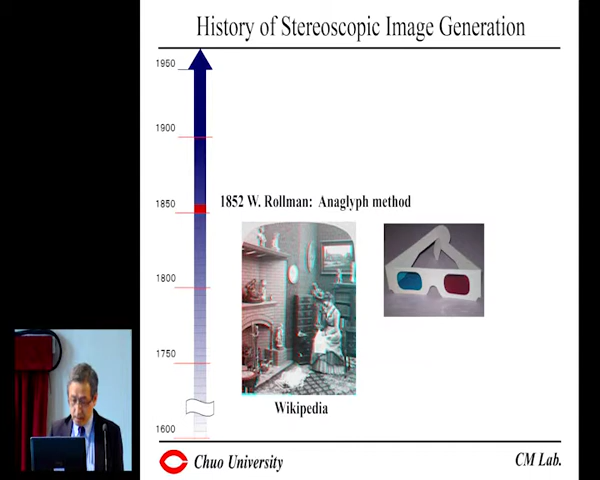 History of Stereoscopic Image Generation
1950
1900
1852 W. Rollman: Anaglyph method
1850
1800
1750
Wikipedia
1600
Chuo University
CM Lab.